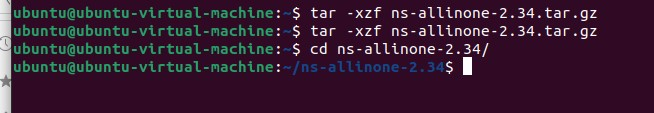 ubuntu@ubuntu-virtual-machine:~$ tar -xzf ns-allinone-2.34.tar.gz
ubuntu@ubuntu-virtual-machine:~$ tar -xzf ns-allinone-2.34.tar.gz
ubuntu@ubuntu-virtual-machine:~$ cd ns-allinone-2.34/
ubuntu@ubuntu-virtual-machine:~/ns-allinone-2.34$